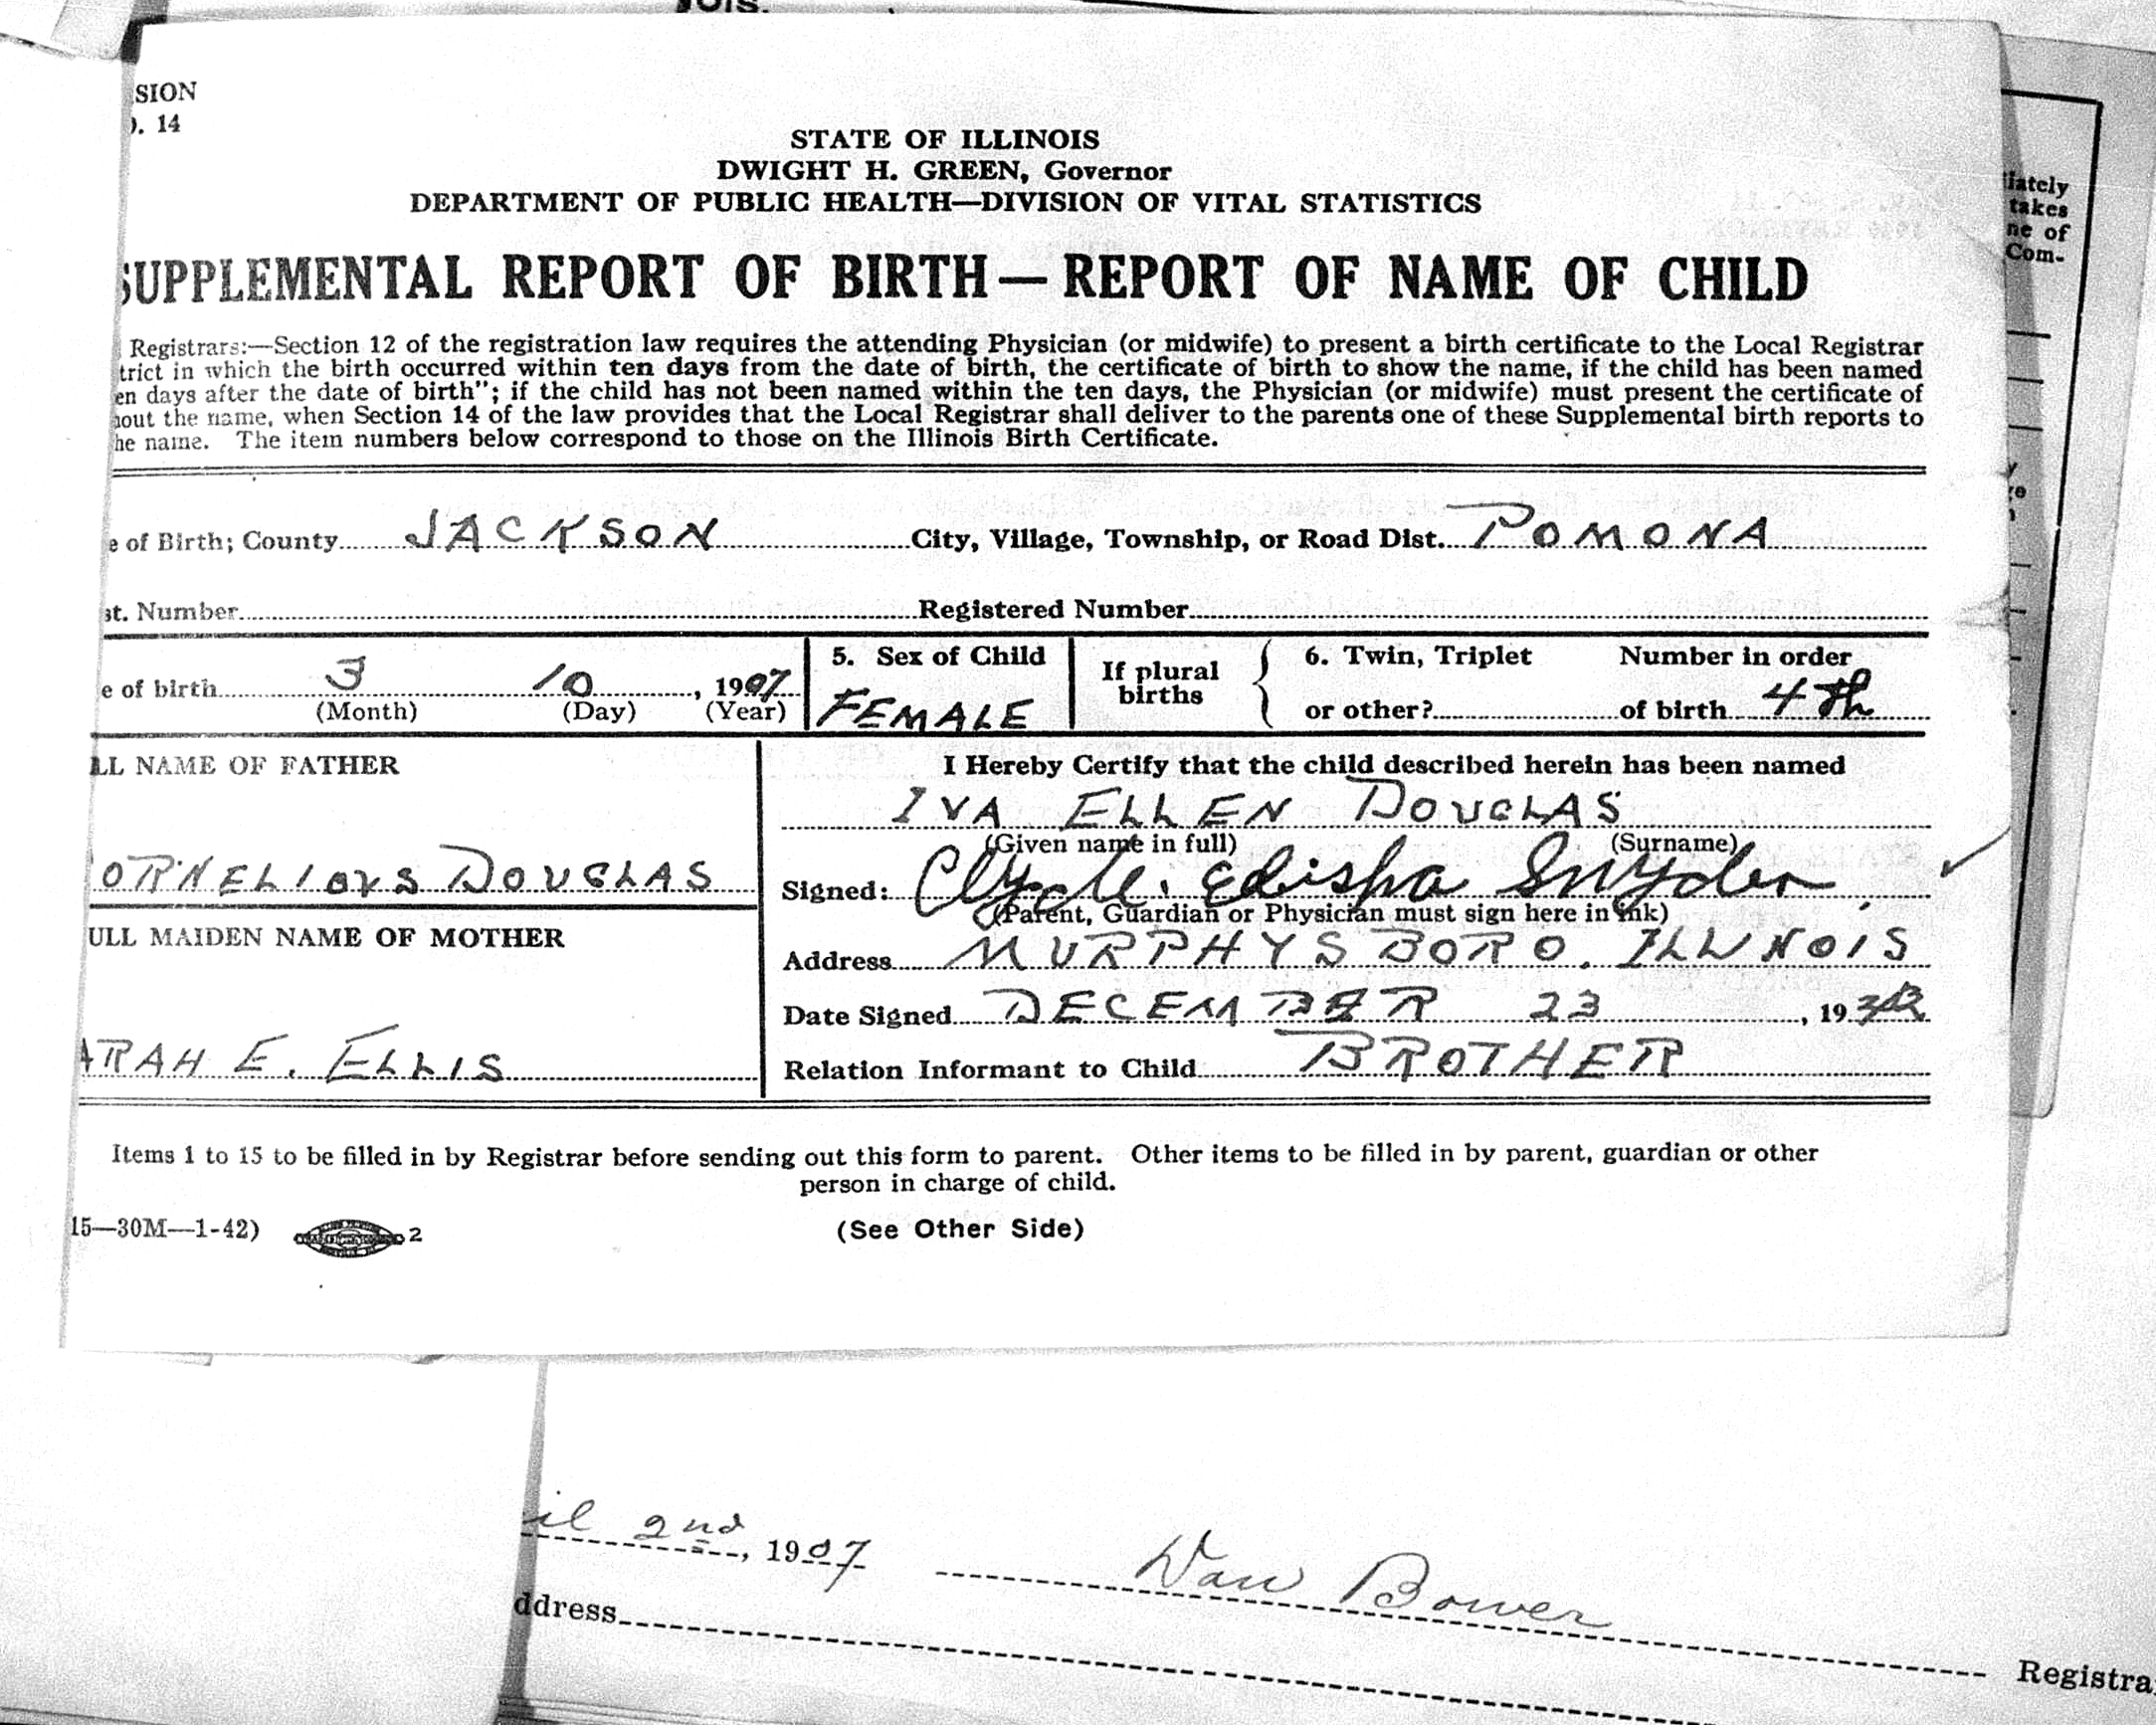 OIS.
SION
). 14
STATE OF ILLINOIS
DWIGHT H. GREEN, Governor
DEPARTMENT OF PUBLIC HEALTH—DIVISION OF VITAL STATISTICS
SUPPLEMENTAL REPORT OF BIRTH — REPORT OF NAME OF CHILD
Registrars:—Section 12 of the registration law requires the attending Physician (or midwife) to present a birth certificate to the Local Registrar
trict in which the birth occurred within ten days from the date of birth, the certificate of birth to show the name, if the child has been named
en days after the date of birth"; if the child has not been named within the ten days, the Physician (or midwife) must present the certificate of
hout the name, when Section 14 of the law provides that the Local Registrar shall deliver to the parents one of these Supplemental birth reports to
he name. The item numbers below correspond to those on the Illinois Birth Certificate.
e of Birth; County JACKSON City, Village, Township, or Road Dist. POMONA
st. Number Registered Number
e of birth 3 10, 1907
(Month) (Day) (Year)
5. Sex of Child
FEMALE
If plural
births
6. Twin, Triplet
or other?
Number in order
of birth 4th
LL NAME OF FATHER
ORNELIOUS DOUGLAS
ULL MAIDEN NAME OF MOTHER
ARAH E. ELLIS
I Hereby Certify that the child described herein has been named
IVA ELLEN DOUGLAS
(Given name in full) (Surname)
Signed: Clyde Elisha Snyder
(Parent, Guardian or Physician must sign here in ink)
Address MURPHYSBORO, ILLINOIS
Date Signed DECEMBER 23, 19
Relation Informant to Child BROTHER
Items 1 to 15 to be filled in by Registrar before sending out this form to parent. Other items to be filled in by parent, guardian or other
person in charge of child.
15—30M—1-42) 2
(See Other Side)
iately
takes
ne of
Com-
il 2nd, 1907 Dan Bower
ddress
Registra